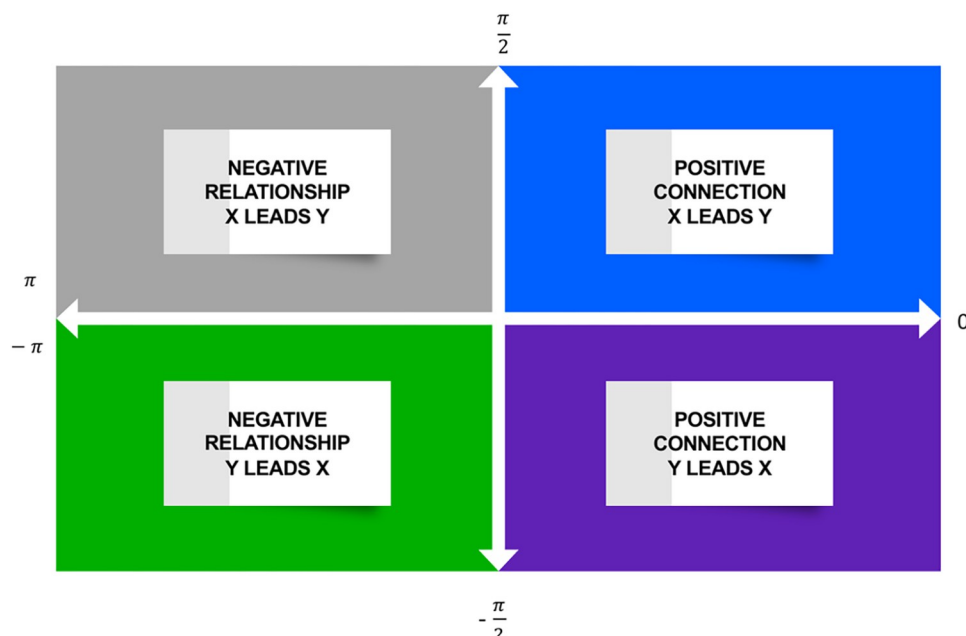 π
2
NEGATIVE
RELATIONSHIP
X LEADS Y
POSITIVE
CONNECTION
X LEADS Y
π
− π
0
NEGATIVE
RELATIONSHIP
Y LEADS X
POSITIVE
CONNECTION
Y LEADS X
- π
2